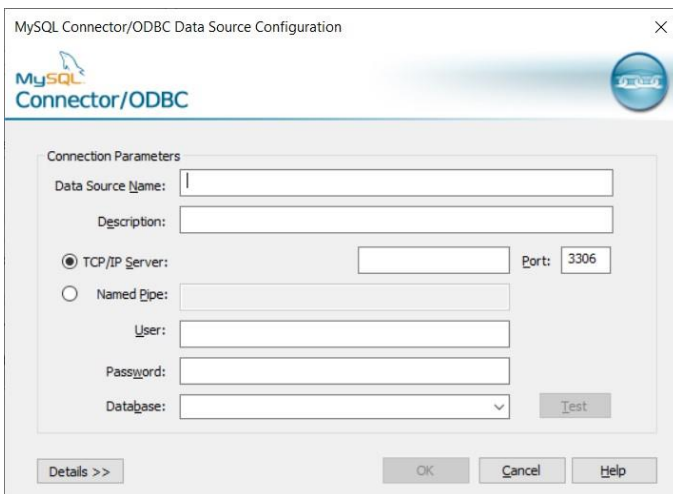 MySQL Connector/ODBC Data Source Configuration
MySQL
Connector/ODBC
Connection Parameters
Data Source Name:
Description:
TCP/IP Server: Port: 3306
Named Pipe:
User:
Password:
Database: Test
Details >> OK Cancel Help